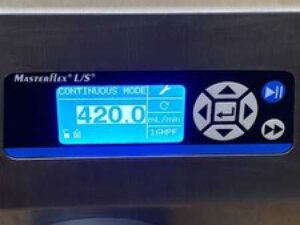 MASTERFLEX® L/S®
CONTINUOUS MODE
420.0
mL/min
16HPF